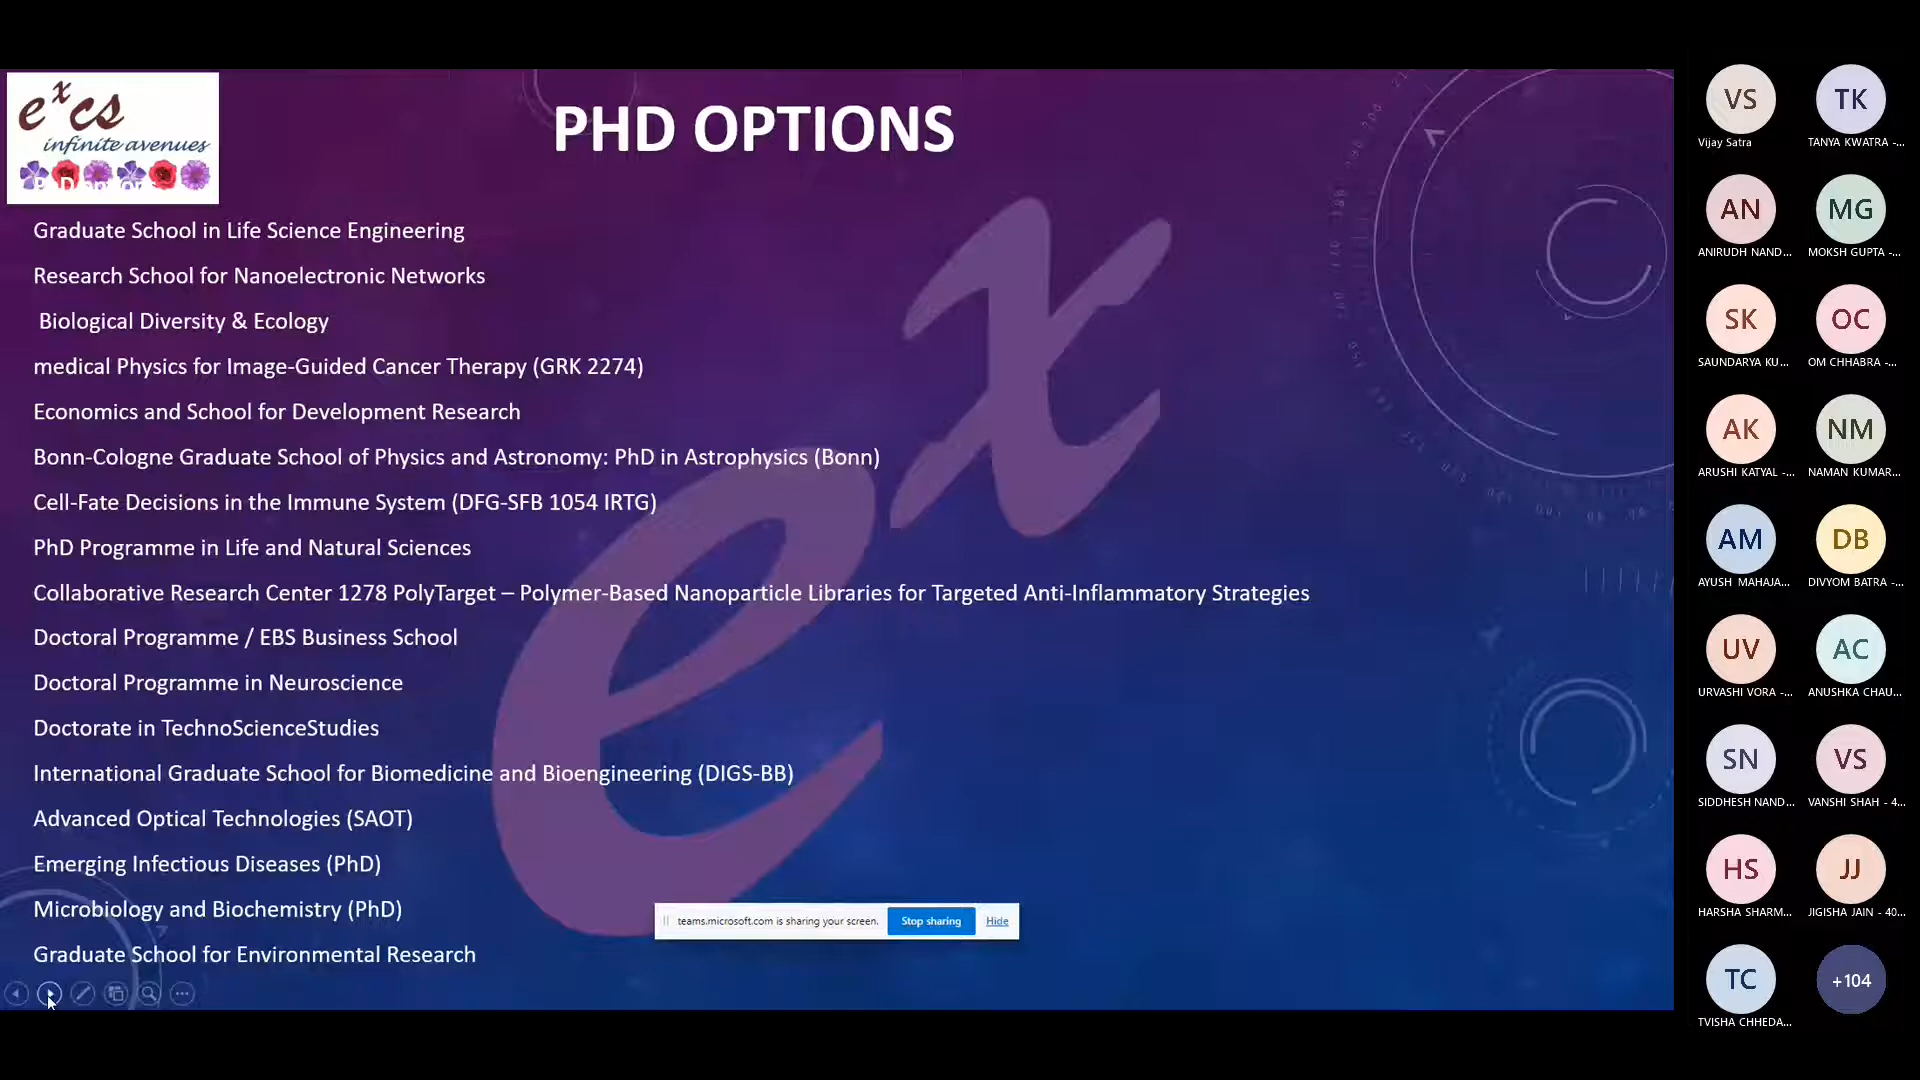 excs
infinite avenues
PHD OPTIONS
Graduate School in Life Science Engineering
Research School for Nanoelectronic Networks
Biological Diversity & Ecology
medical Physics for Image-Guided Cancer Therapy (GRK 2274)
Economics and School for Development Research
Bonn-Cologne Graduate School of Physics and Astronomy: PhD in Astrophysics (Bonn)
Cell-Fate Decisions in the Immune System (DFG-SFB 1054 IRTG)
PhD Programme in Life and Natural Sciences
Collaborative Research Center 1278 PolyTarget – Polymer-Based Nanoparticle Libraries for Targeted Anti-Inflammatory Strategies
Doctoral Programme / EBS Business School
Doctoral Programme in Neuroscience
Doctorate in TechnoScienceStudies
International Graduate School for Biomedicine and Bioengineering (DIGS-BB)
Advanced Optical Technologies (SAOT)
Emerging Infectious Diseases (PhD)
Microbiology and Biochemistry (PhD)
Graduate School for Environmental Research
ex
teams.microsoft.com is sharing your screen. Stop sharing Hide
VS TK
Vijay Satra TANYA KWATRA -...
AN MG
ANIRUDH NAND... MOKSH GUPTA -...
SK OC
SAUNDARYA KU... OM CHHABRA -...
AK NM
ARUSHI KATYAL -... NAMAN KUMAR...
AM DB
AYUSH MAHAJA... DIVYOM BATRA -...
UV AC
URVASHI VORA -... ANUSHKA CHAU...
SN VS
SIDDHESH NAND... VANSHI SHAH - 4...
HS JJ
HARSHA SHARM... JIGISHA JAIN - 40...
TC +104
TVISHA CHHEDA...